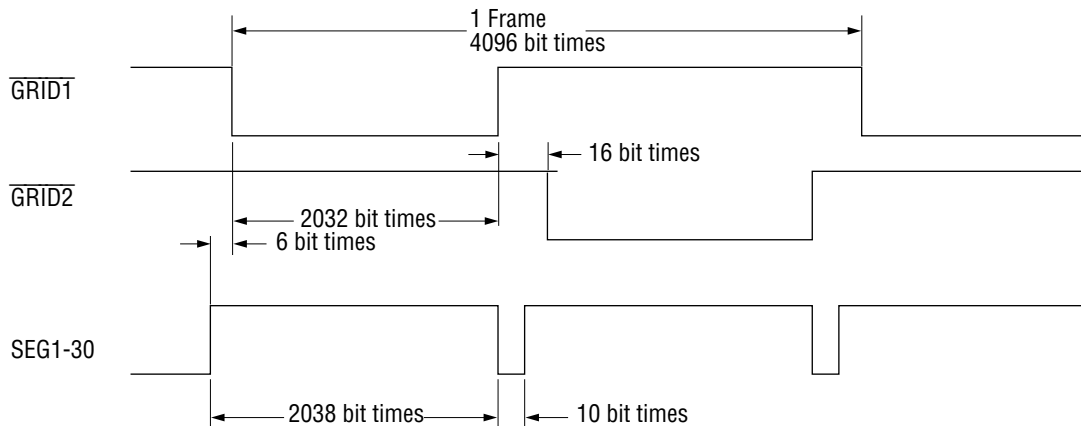 1 Frame
4096 bit times
GRID1
16 bit times
GRID2
2032 bit times
6 bit times
SEG1-30
2038 bit times
10 bit times